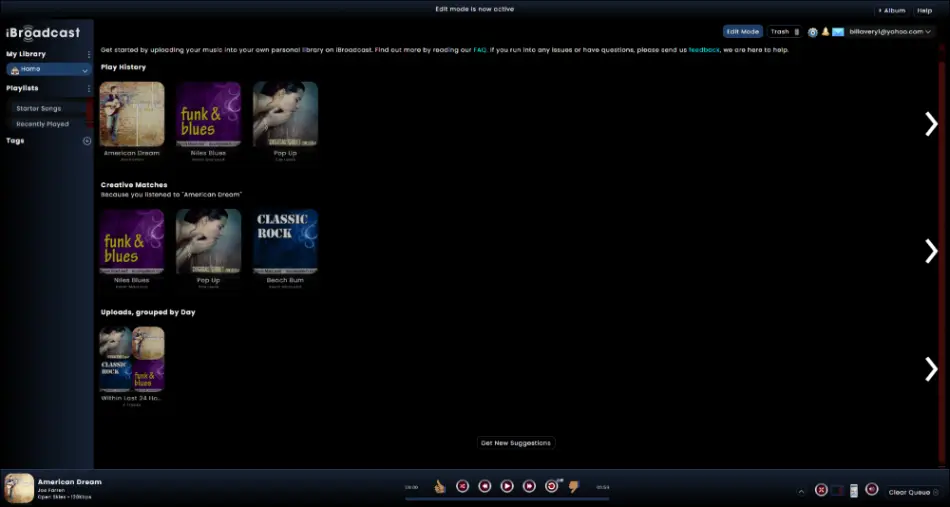 Edit mode is now active
+ Album Help
iBroadcast
Edit Mode Trash billavery1@yahoo.com
My Library
Home
Playlists
Starter Songs
Recently Played
Tags
Get started by uploading your music into your own personal library on iBroadcast. Find out more by reading our FAQ. If you run into any issues or have questions, please send us feedback, we are here to help.
Play History
funk &
blues
American Dream Niles Blues Pop Up
Creative Matches
Because you listened to "American Dream"
funk &
blues
CLASSIC
ROCK
Niles Blues Pop Up Beach Bum
Uploads, grouped by Day
CLASSIC
ROCK
funk &
blues
Within Last 24 Ho...
Get New Suggestions
American Dream
Joe Farren
Open Skies •
00:00
Clear Queue